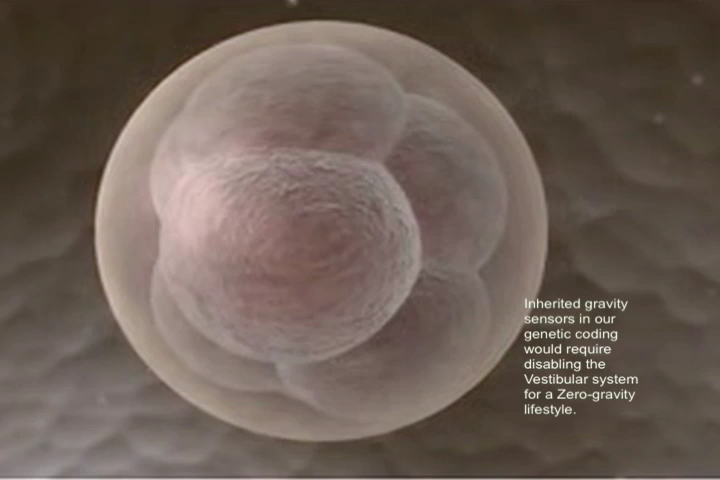 Inherited gravity
sensors in our
genetic coding
would require
disabling the
Vestibular system
for a Zero-gravity
lifestyle.